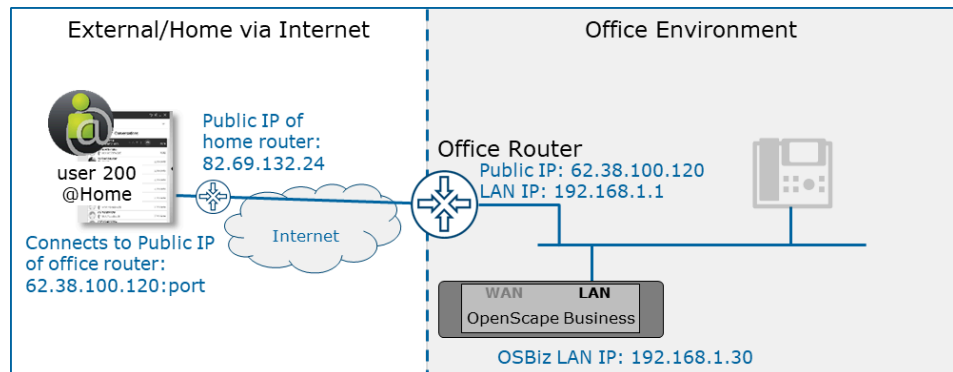 External/Home via Internet
Office Environment
Public IP of
home router:
82.69.132.24
user 200
@Home
@
Internet
Connects to Public IP
of office router:
62.38.100.120:port
Office Router
Public IP: 62.38.100.120
LAN IP: 192.168.1.1
WAN LAN
OpenScape Business
OSBiz LAN IP: 192.168.1.30